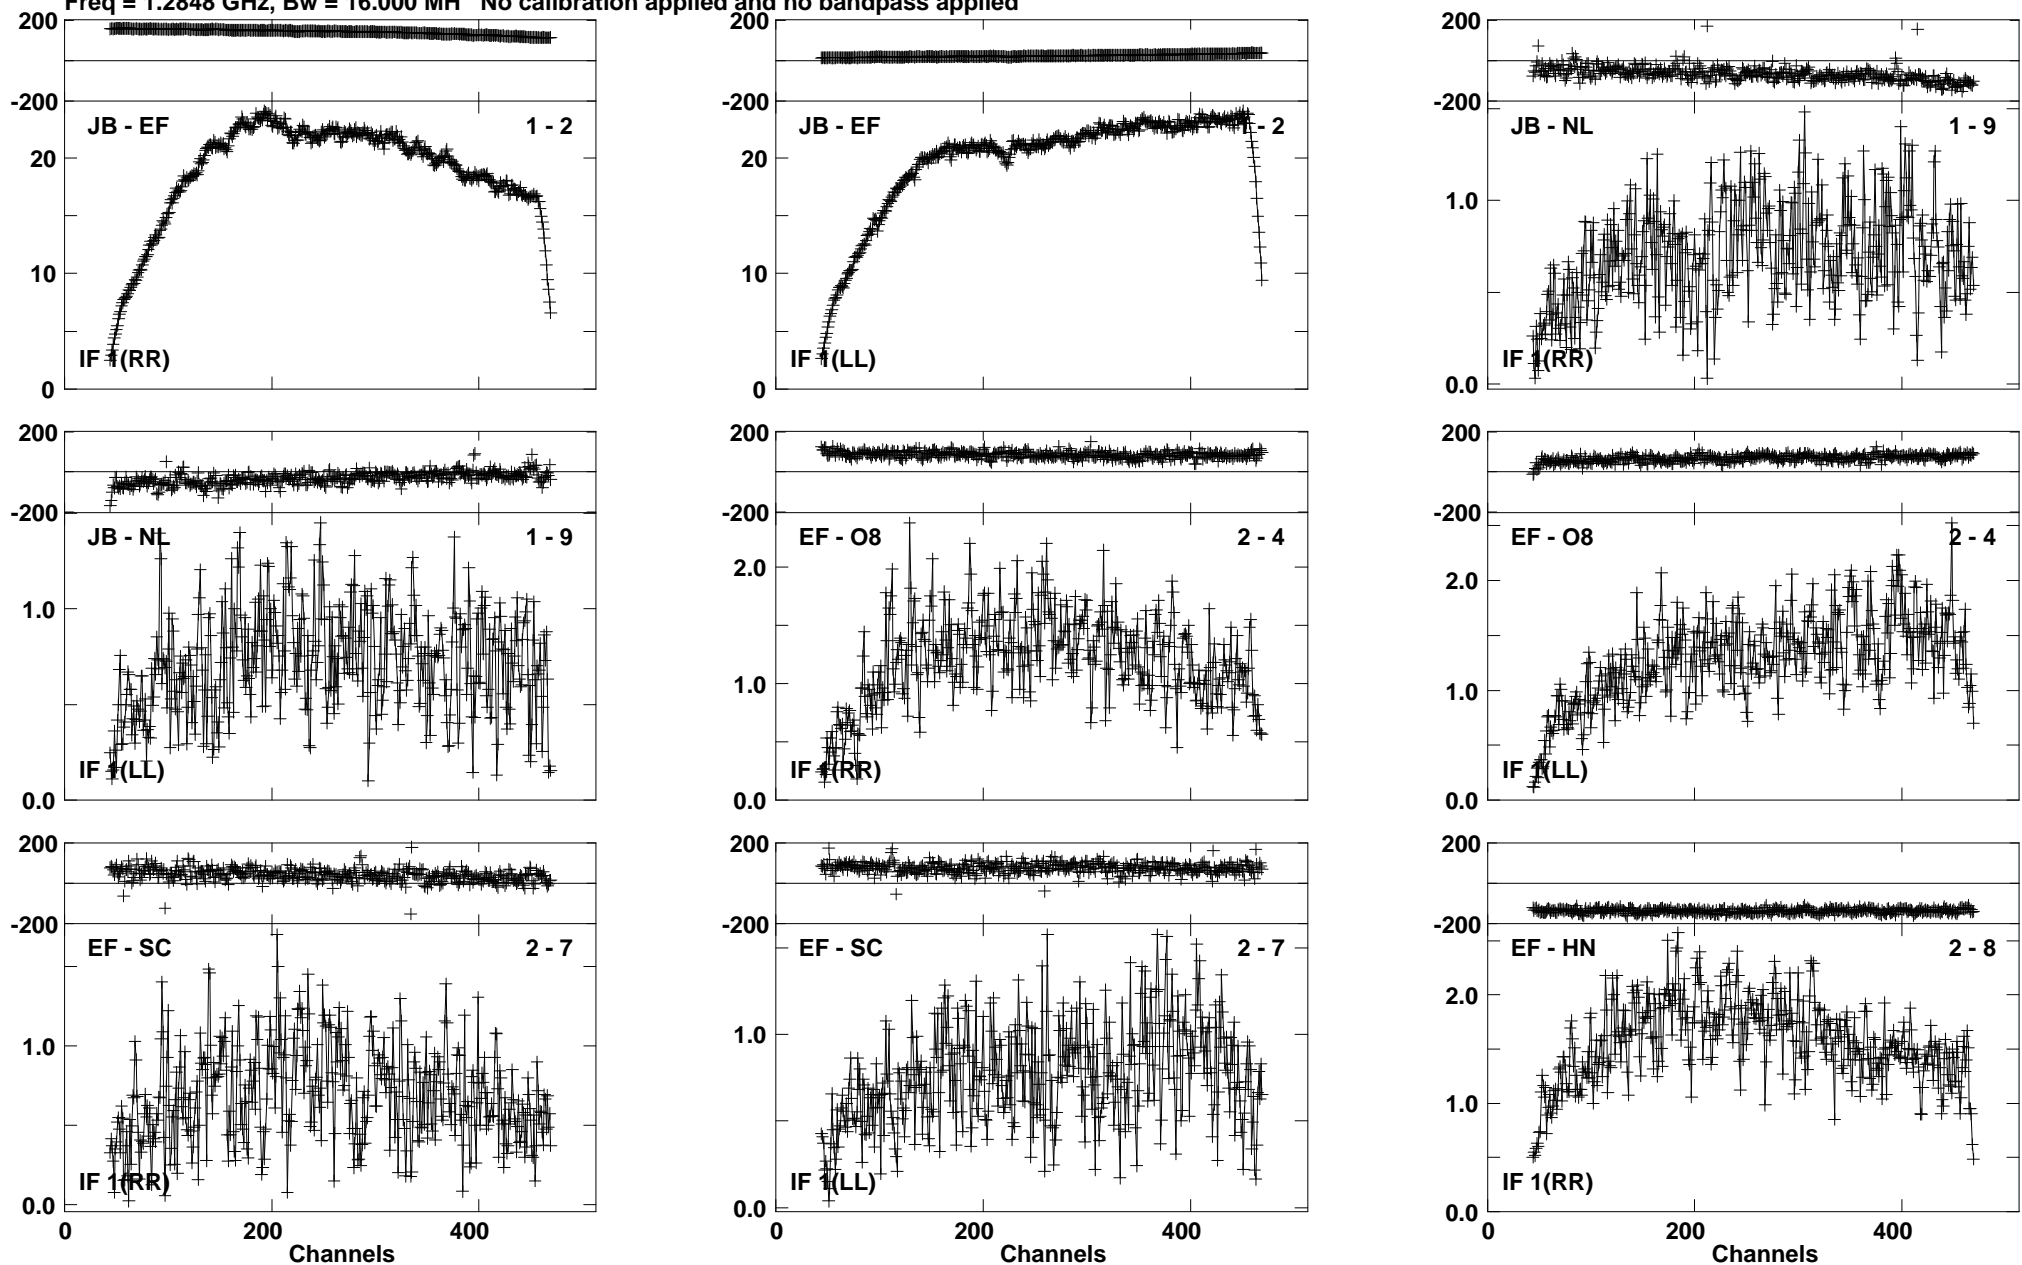 Freq = 1.2848 GHz, Bw = 16.000 MH No calibration applied and no bandpass applied
200
-200
JB - EF
1 - 2
20
10
0
IF 1(RR)
JB - EF
1 - 2
20
10
0
IF 1(LL)
200
-200
JB - NL
1 - 9
1.0
0.0
IF 1(RR)
200
-200
JB - NL
1 - 9
1.0
0.0
IF 1(LL)
200
-200
EF - O8
2 - 4
2.0
1.0
0.0
IF 1(RR)
200
-200
EF - O8
2 - 4
2.0
1.0
0.0
IF 1(LL)
200
-200
EF - SC
2 - 7
1.0
0.0
IF 1(RR)
0 200 400
Channels
200
-200
EF - SC
2 - 7
1.0
0.0
IF 1(LL)
0 200 400
Channels
200
-200
EF - HN
2 - 8
2.0
1.0
0.0
IF 1(RR)
0 200 400
Channels